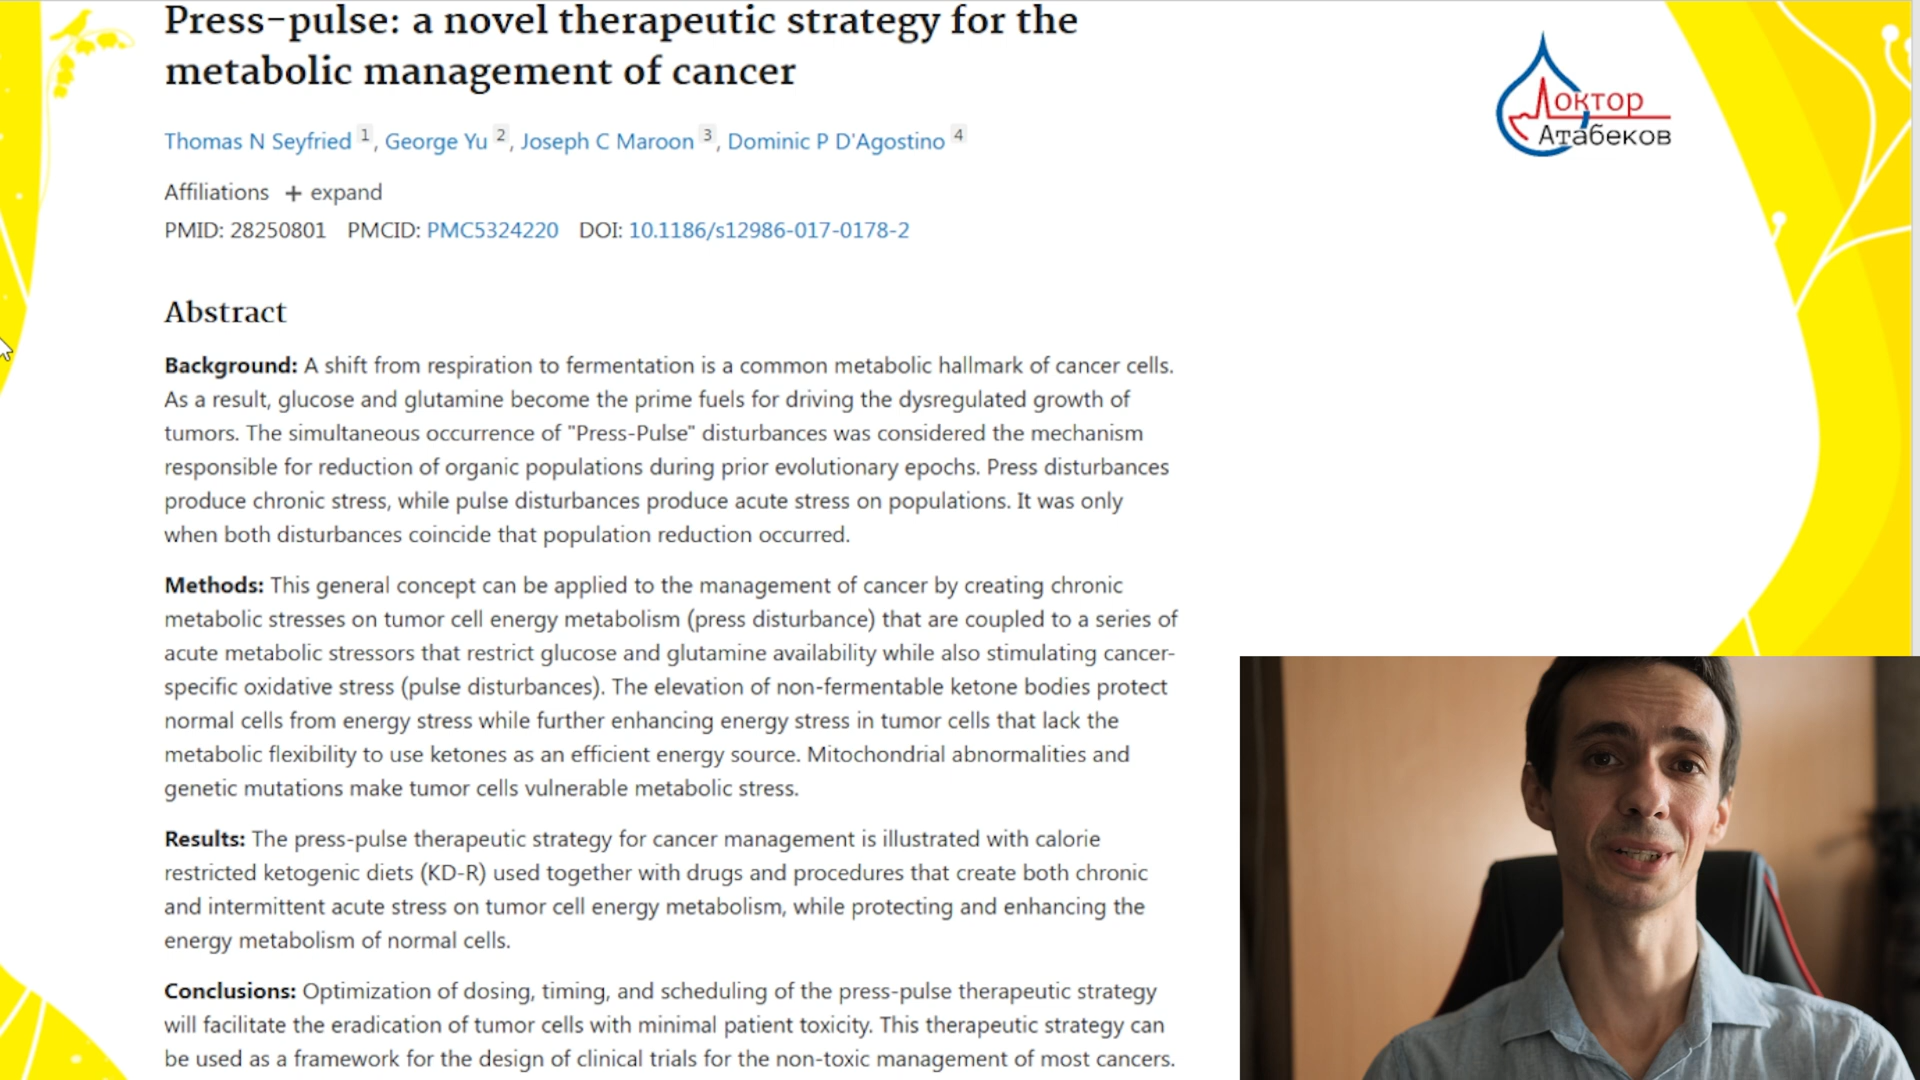 Press-pulse: a novel therapeutic strategy for the
metabolic management of cancer
Доктор
Атабеков
Thomas N Seyfried 1, George Yu 2, Joseph C Maroon 3, Dominic P D'Agostino 4
Affiliations + expand
PMID: 28250801 PMCID: PMC5324220 DOI: 10.1186/s12986-017-0178-2
Abstract
Background: A shift from respiration to fermentation is a common metabolic hallmark of cancer cells.
As a result, glucose and glutamine become the prime fuels for driving the dysregulated growth of
tumors. The simultaneous occurrence of "Press-Pulse" disturbances was considered the mechanism
responsible for reduction of organic populations during prior evolutionary epochs. Press disturbances
produce chronic stress, while pulse disturbances produce acute stress on populations. It was only
when both disturbances coincide that population reduction occurred.
Methods: This general concept can be applied to the management of cancer by creating chronic
metabolic stresses on tumor cell energy metabolism (press disturbance) that are coupled to a series of
acute metabolic stressors that restrict glucose and glutamine availability while also stimulating cancer-
specific oxidative stress (pulse disturbances). The elevation of non-fermentable ketone bodies protect
normal cells from energy stress while further enhancing energy stress in tumor cells that lack the
metabolic flexibility to use ketones as an efficient energy source. Mitochondrial abnormalities and
genetic mutations make tumor cells vulnerable metabolic stress.
Results: The press-pulse therapeutic strategy for cancer management is illustrated with calorie
restricted ketogenic diets (KD-R) used together with drugs and procedures that create both chronic
and intermittent acute stress on tumor cell energy metabolism, while protecting and enhancing the
energy metabolism of normal cells.
Conclusions: Optimization of dosing, timing, and scheduling of the press-pulse therapeutic strategy
will facilitate the eradication of tumor cells with minimal patient toxicity. This therapeutic strategy can
be used as a framework for the design of clinical trials for the non-toxic management of most cancers.